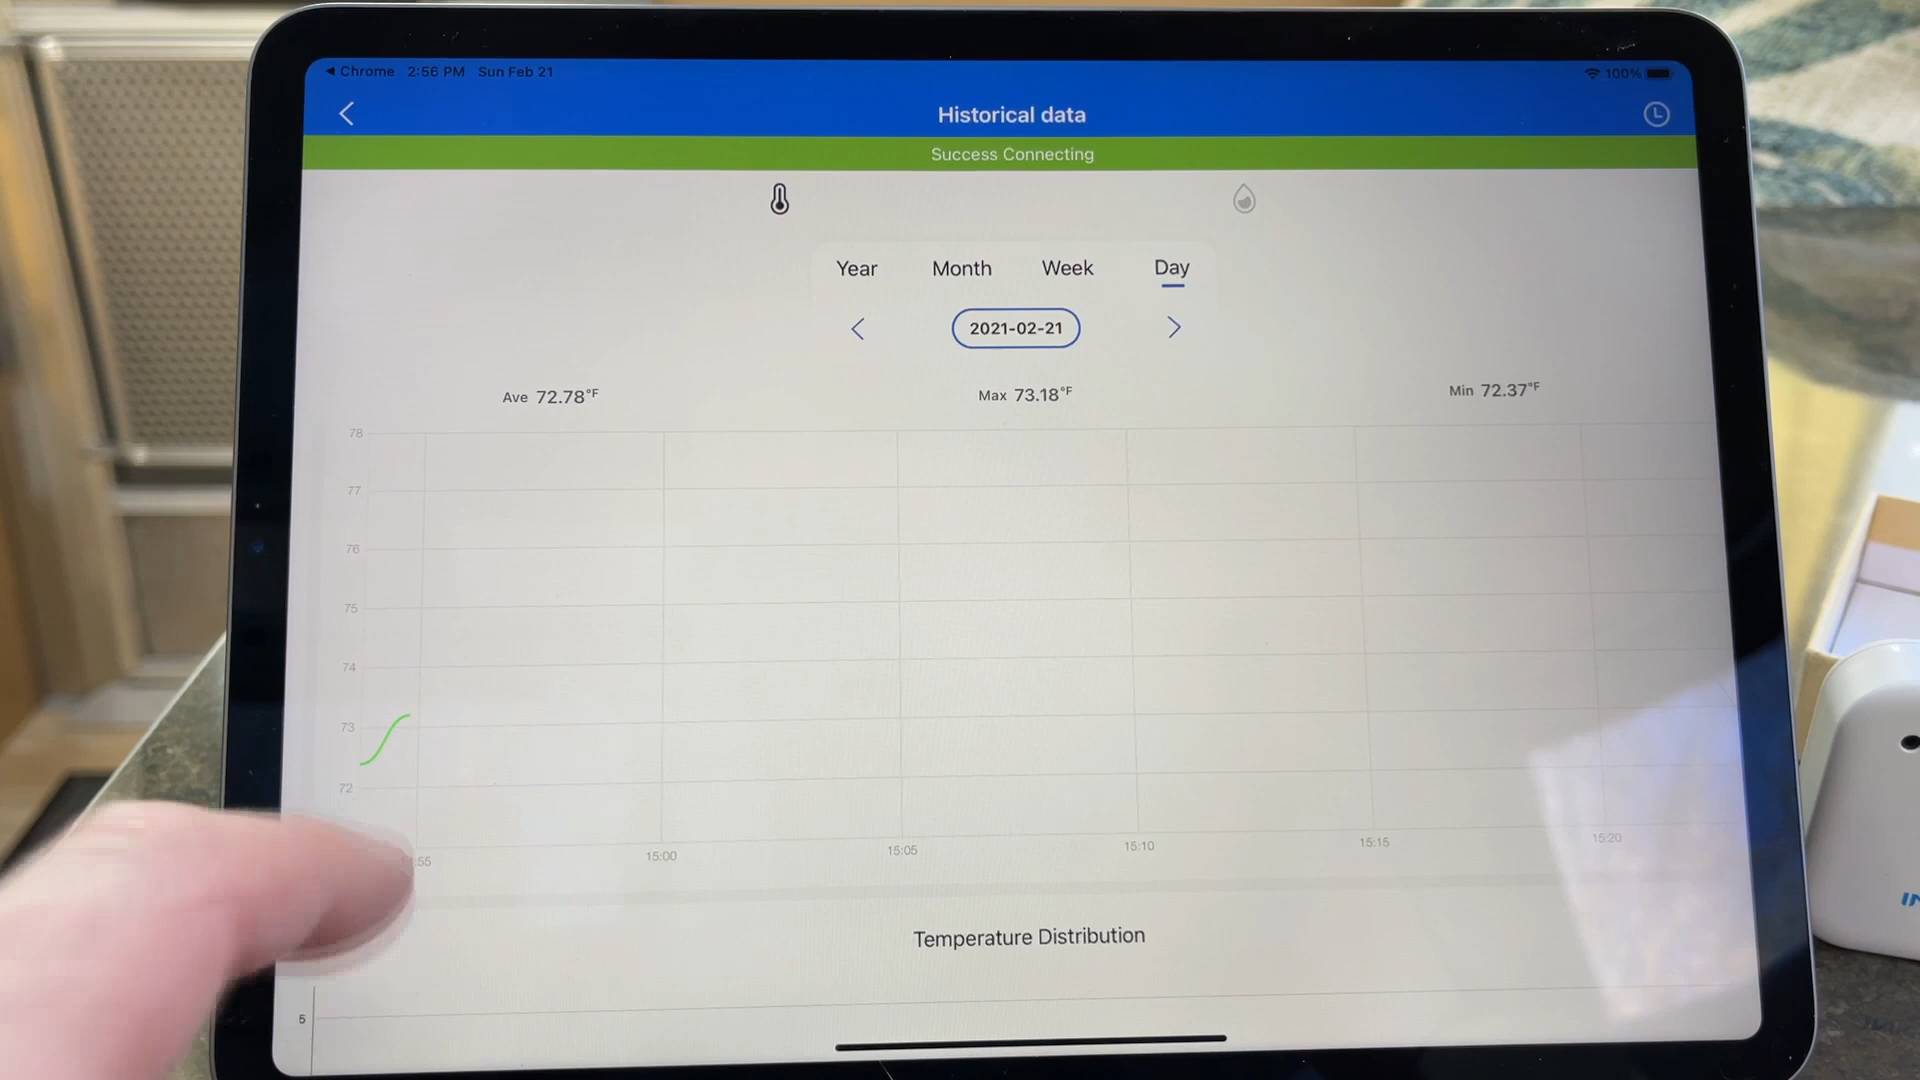 ◀ Chrome 2:56 PM Sun Feb 21
100%
Historical data
Success Connecting
Year Month Week Day
2021-02-21
Ave 72.78°F Max 73.18°F Min 72.37°F
78
77
76
75
74
73
72
:55 15:00 15:05 15:10 15:15 15:20
Temperature Distribution
5
IN